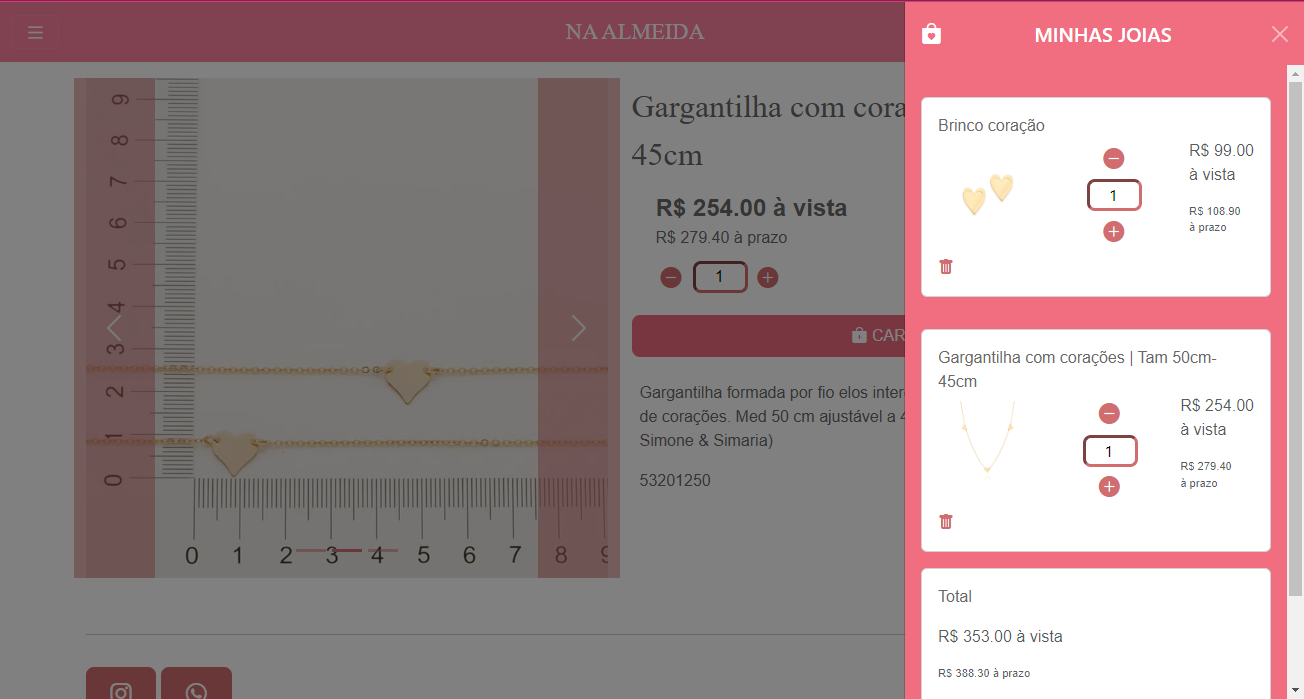 NA ALMEIDA
MINHAS JOIAS
9
8
7
6
5
4
3
2
1
0
0 1 2 3 4 5 6 7 8 9
Gargantilha com cora
45cm
R$ 254.00 à vista
R$ 279.40 à prazo
1
CAR
Gargantilha formada por fio elos inter
de corações. Med 50 cm ajustável a 4
Simone & Simaria)
53201250
Brinco coração
1
R$ 99.00
à vista
R$ 108.90
à prazo
Gargantilha com corações | Tam 50cm-
45cm
1
R$ 254.00
à vista
R$ 279.40
à prazo
Total
R$ 353.00 à vista
R$ 388.30 à prazo